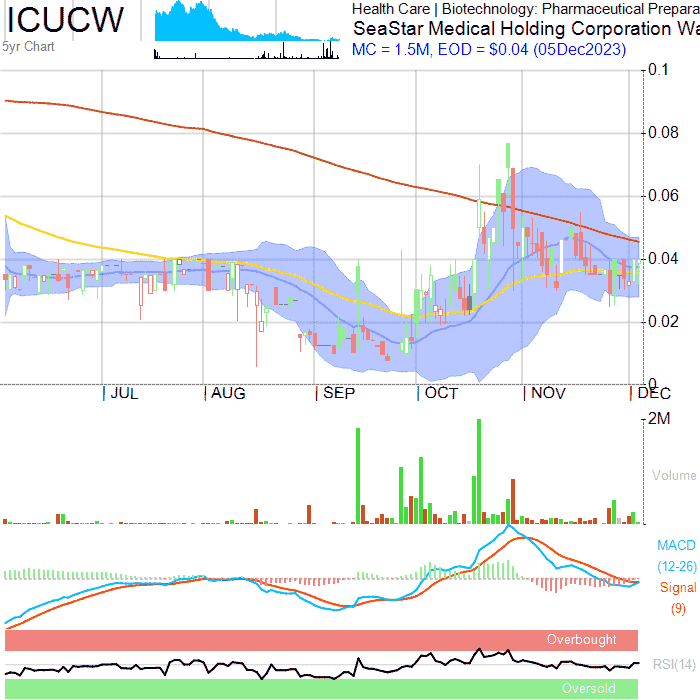 ICUCW
5yr Chart
Health Care | Biotechnology: Pharmaceutical Prepara
SeaStar Medical Holding Corporation Wa
MC = 1.5M, EOD = $0.04 (05Dec2023)
0.1
0.08
0.06
0.04
0.02
0
JUL AUG SEP OCT NOV DEC
2M
Volume
MACD
(12-26)
Signal
(9)
Overbought
RSI(14)
Oversold